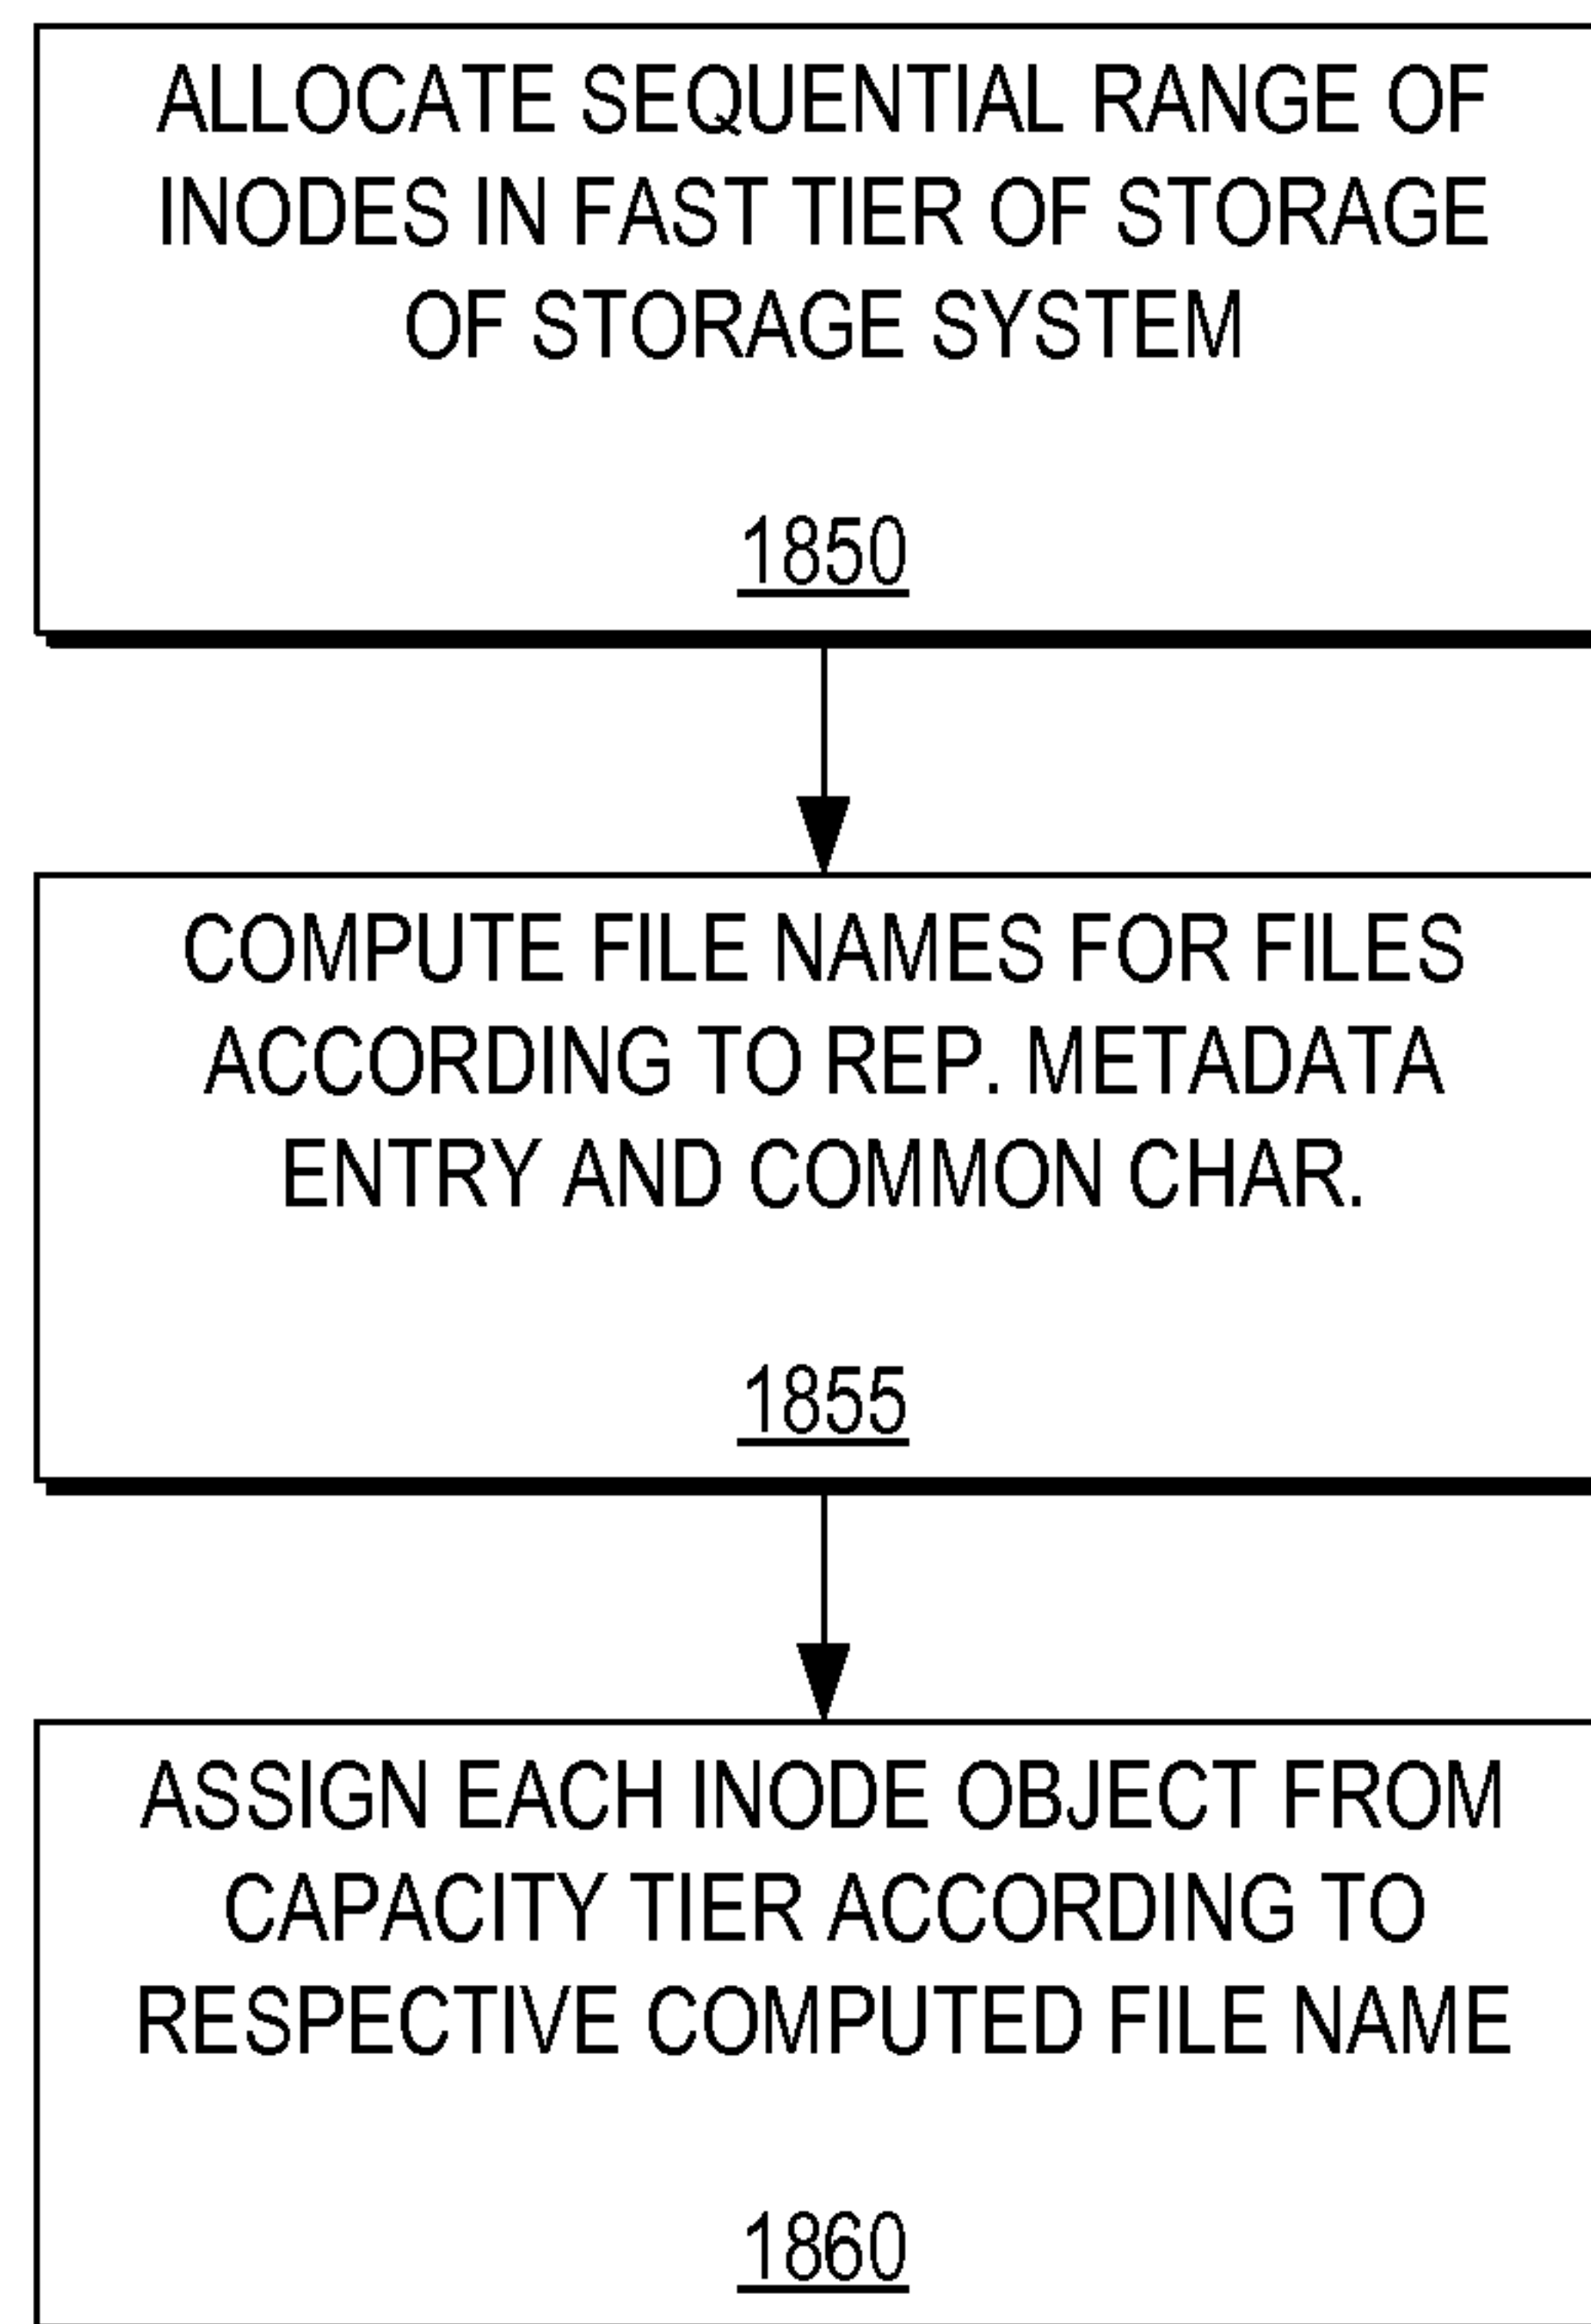 ALLOCATE SEQUENTIAL RANGE OF
INODES IN FAST TIER OF STORAGE
OF STORAGE SYSTEM
1850
COMPUTE FILE NAMES FOR FILES
ACCORDING TO REP. METADATA
ENTRY AND COMMON CHAR.
1855
ASSIGN EACH INODE OBJECT FROM
CAPACITY TIER ACCORDING TO
RESPECTIVE COMPUTED FILE NAME
1860